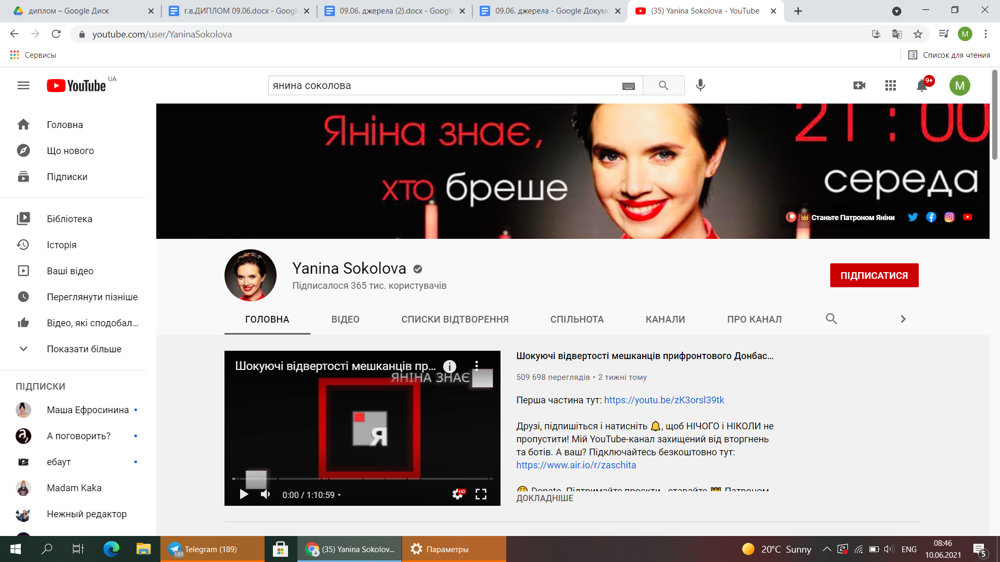 диплом – Google Диск
г.в.ДИПЛОМ 09.06.docx - Googl
09.06. джерела (2).docx - Google
09.06. джерела - Google Докуме
(35) Yanina Sokolova - YouTube
youtube.com/user/YaninaSokolova
M
Сервисы
Список для чтения
YouTube UA
янина соколова
9+
M
Головна
Що нового
Підписки
Бібліотека
Історія
Ваші відео
Переглянути пізніше
Відео, які сподобал...
Показати більше
ПІДПИСКИ
Маша Ефросинина
А поговорить?
ебаут
Madam Kaka
Нежный редактор
Яніна знає,
хто бреше
21:00
середа
Станьте Патроном Яніни
Yanina Sokolova
Підписалося 365 тис. користувачів
ПІДПИСАТИСЯ
ГОЛОВНА
ВІДЕО
СПИСКИ ВІДТВОРЕННЯ
СПІЛЬНОТА
КАНАЛИ
ПРО КАНАЛ
Шокуючі відвертості мешканців пр...
ЯНІНА ЗНАЄ
Я
0:00 / 1:10:59 •
HD
Шокуючі відвертості мешканців прифронтового Донбас...
509 698 переглядів • 2 тижні тому
Перша частина тут: https://youtu.be/zK3orsl39tk
Друзі, підпишіться і натисніть 🔔, щоб НІЧОГО і НІКОЛИ не
пропустити! Мій YouTube-канал захищений від вторгнень
та ботів. А ваш? Підключайтесь безкоштовно тут:
https://www.air.io/r/zaschita
Donate. Підтримайте проєкти - ставайте 👑 Патроном
ДОКЛАДНІШЕ
189
Telegram (189)
(35) Yanina Sokolov...
Параметры
20°C Sunny
ENG
08:46
10.06.2021
5